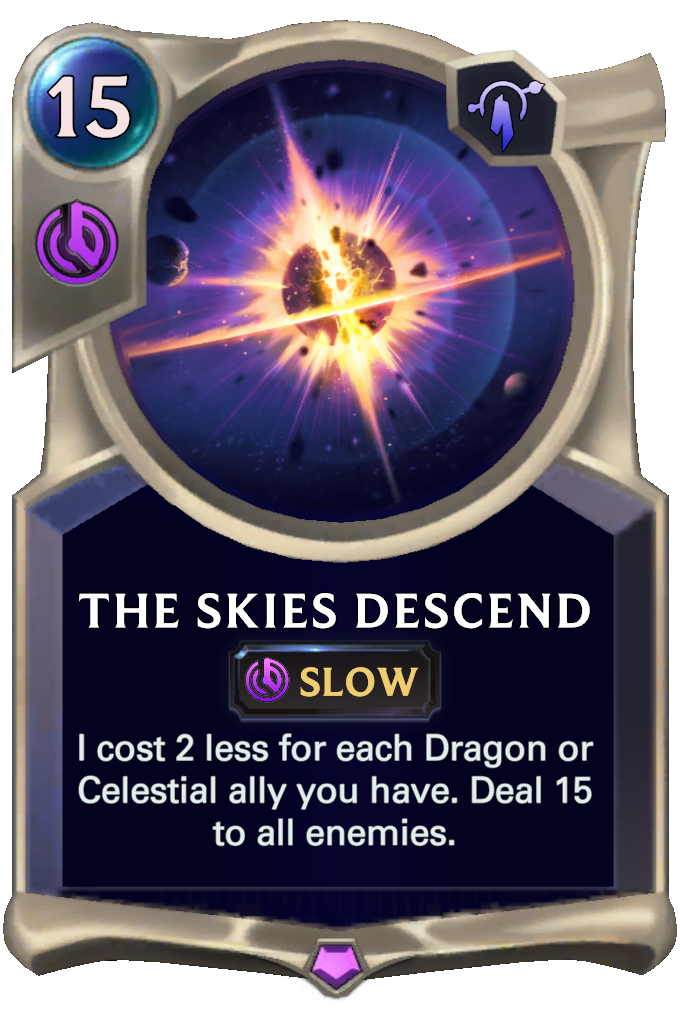 15
THE SKIES DESCEND
SLOW
I cost 2 less for each Dragon or
Celestial ally you have. Deal 15
to all enemies.